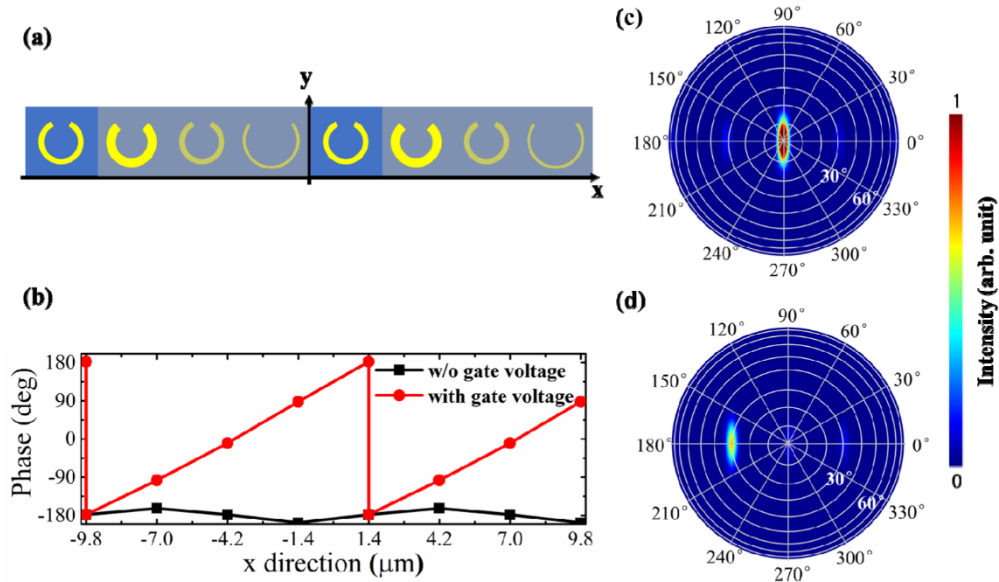 (a)
y
x
(b)
Phase (deg)
180
90
0
-90
-180
w/o gate voltage
with gate voltage
-9.8 -7.0 -4.2 -1.4 1.4 4.2 7.0 9.8
x direction (μm)
(c)
90°
120° 60°
150° 30°
180° 0°
30°
60°
210° 330°
240° 300°
270°
(d)
90°
120° 60°
150° 30°
180° 0°
30°
60°
210° 330°
240° 300°
270°
1
Intensity (arb. unit)
0